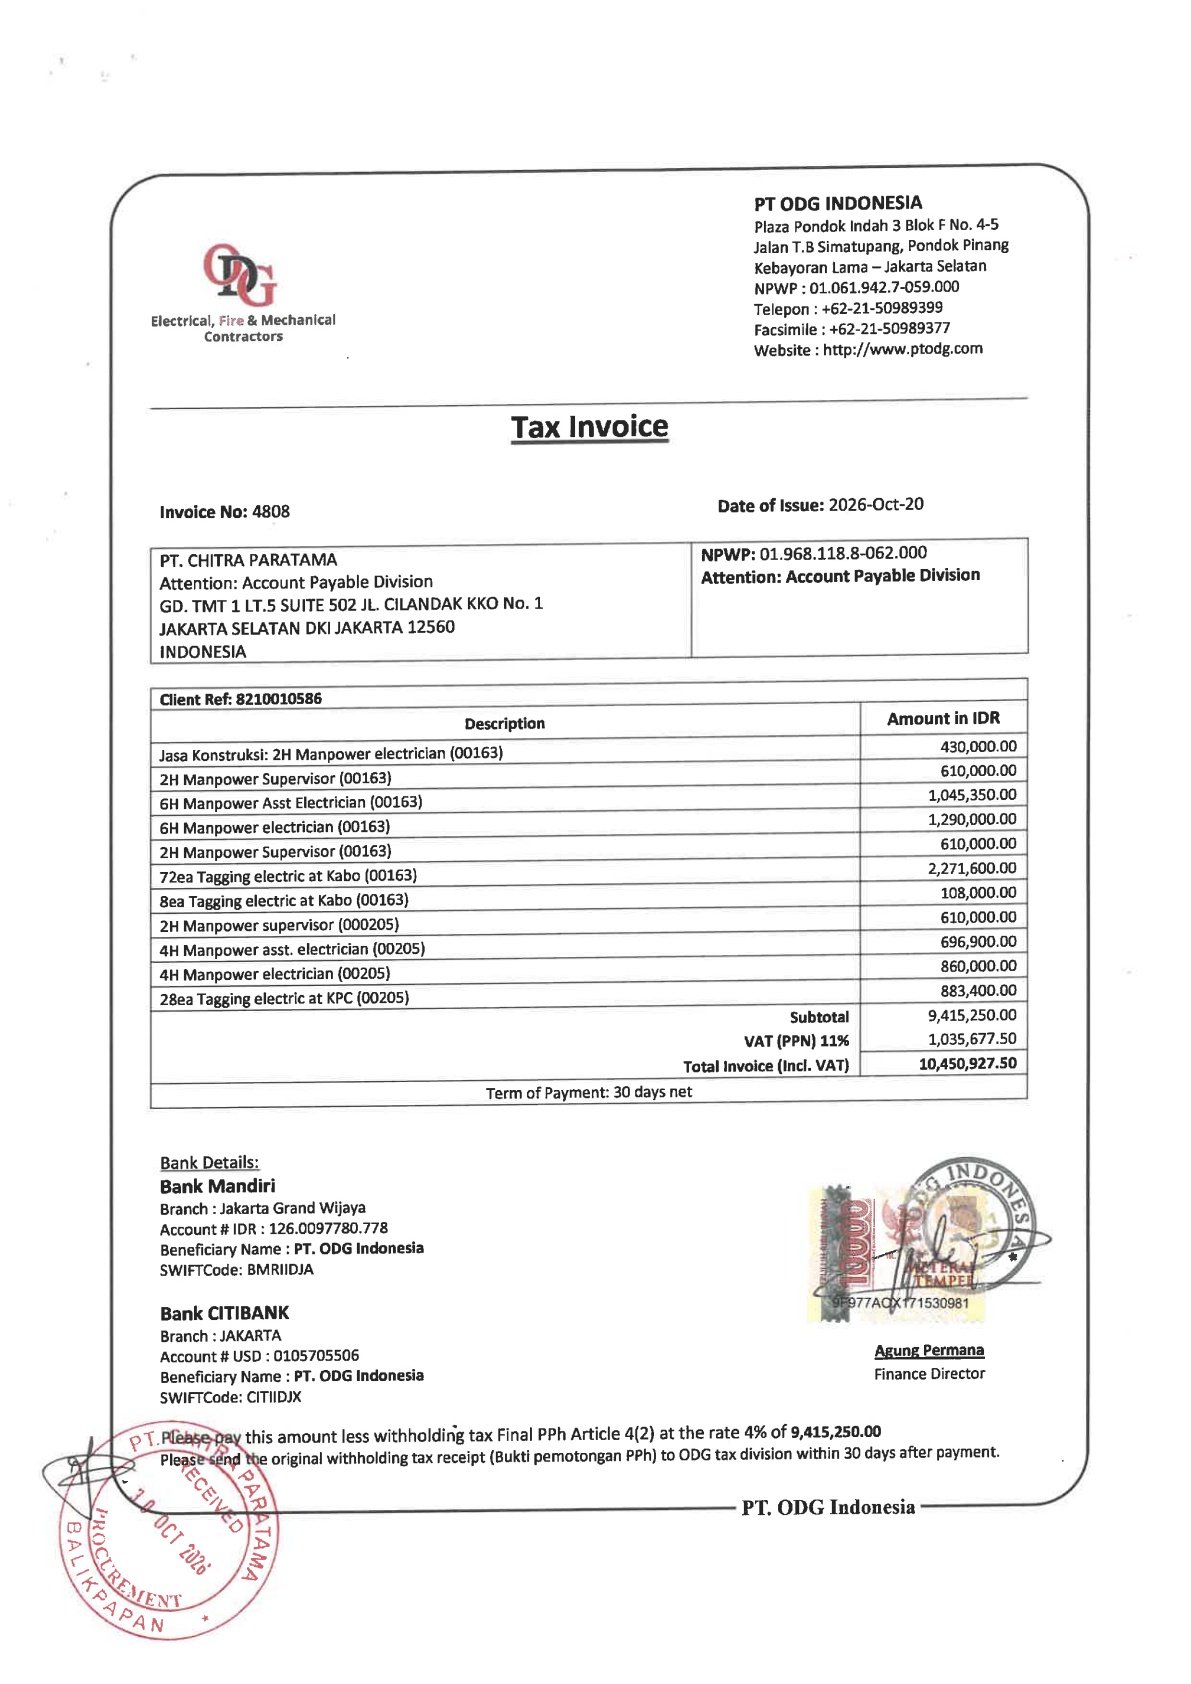 ODG
Electrical, Fire & Mechanical
Contractors
PT ODG INDONESIA
Plaza Pondok Indah 3 Blok F No. 4-5
Jalan T.B Simatupang, Pondok Pinang
Kebayoran Lama – Jakarta Selatan
NPWP : 01.061.942.7-059.000
Telepon : +62-21-50989399
Facsimile : +62-21-50989377
Website : http://www.ptodg.com
Tax Invoice
Invoice No: 4808
Date of Issue: 2026-Oct-20
PT. CHITRA PARATAMA
Attention: Account Payable Division
GD. TMT 1 LT.5 SUITE 502 JL. CILANDAK KKO No. 1
JAKARTA SELATAN DKI JAKARTA 12560
INDONESIA
NPWP: 01.968.118.8-062.000
Attention: Account Payable Division
Client Ref: 8210010586
Description Amount in IDR
Jasa Konstruksi: 2H Manpower electrician (00163) 430,000.00
2H Manpower Supervisor (00163) 610,000.00
6H Manpower Asst Electrician (00163) 1,045,350.00
6H Manpower electrician (00163) 1,290,000.00
2H Manpower Supervisor (00163) 610,000.00
72ea Tagging electric at Kabo (00163) 2,271,600.00
8ea Tagging electric at Kabo (00163) 108,000.00
2H Manpower supervisor (000205) 610,000.00
4H Manpower asst. electrician (00205) 696,900.00
4H Manpower electrician (00205) 860,000.00
28ea Tagging electric at KPC (00205) 883,400.00
Subtotal 9,415,250.00
VAT (PPN) 11% 1,035,677.50
Total Invoice (Incl. VAT) 10,450,927.50
Term of Payment: 30 days net
Bank Details:
Bank Mandiri
Branch : Jakarta Grand Wijaya
Account # IDR : 126.0097780.778
Beneficiary Name : PT. ODG Indonesia
SWIFTCode: BMRIIDJA
Bank CITIBANK
Branch : JAKARTA
Account # USD : 0105705506
Beneficiary Name : PT. ODG Indonesia
SWIFTCode: CITIIDJX
ODG INDONESIA
10000
METERAI
TEMPEL
9F977ACX171530981
Agung Permana
Finance Director
Please pay this amount less withholding tax Final PPh Article 4(2) at the rate 4% of 9,415,250.00
Please send the original withholding tax receipt (Bukti pemotongan PPh) to ODG tax division within 30 days after payment.
PT. ODG Indonesia
PT. CHITRA PARATAMA
RECEIVED
OCT 2026
PROCUREMENT
BALIKPAPAN